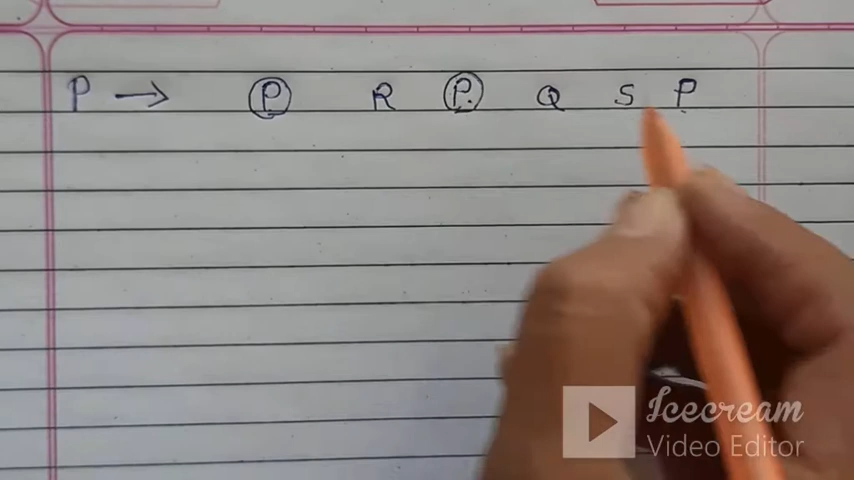 P → P R P. Q S P
Icecream
Video Editor